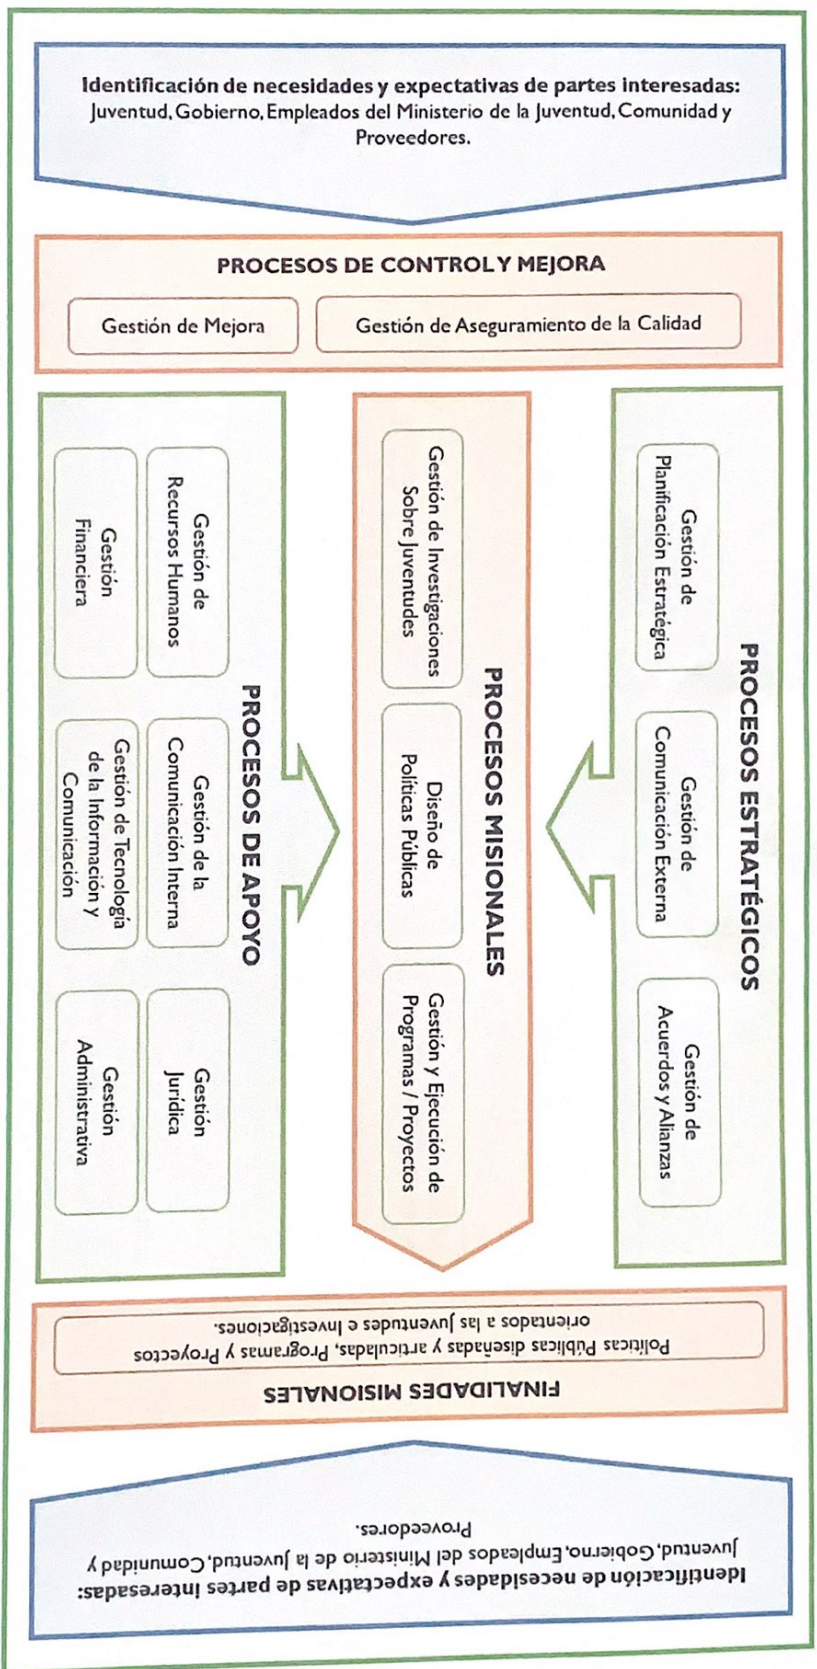 Identificación de necesidades y expectativas de partes interesadas:
Juventud, Gobierno, Empleados del Ministerio de la Juventud, Comunidad y
Proveedores.
PROCESOS DE CONTROL Y MEJORA
Gestión de Mejora
Gestión de Aseguramiento de la Calidad
PROCESOS ESTRATÉGICOS
Gestión de
Planificación Estratégica
Gestión de
Comunicación Externa
Gestión de
Acuerdos y Alianzas
PROCESOS MISIONALES
Gestión de Investigaciones
Sobre Juventudes
Diseño de
Políticas Públicas
Gestión y Ejecución de
Programas / Proyectos
PROCESOS DE APOYO
Gestión de
Recursos Humanos
Gestión de la
Comunicación Interna
Gestión
Jurídica
Gestión
Financiera
Gestión de Tecnología
de la Información y
Comunicación
Gestión
Administrativa
FINALIDADES MISIONALES
Políticas Públicas diseñadas y articuladas, Programas y Proyectos
orientados a las juventudes e Investigaciones.
Identificación de necesidades y expectativas de partes interesadas:
Juventud, Gobierno, Empleados del Ministerio de la Juventud, Comunidad y
Proveedores.